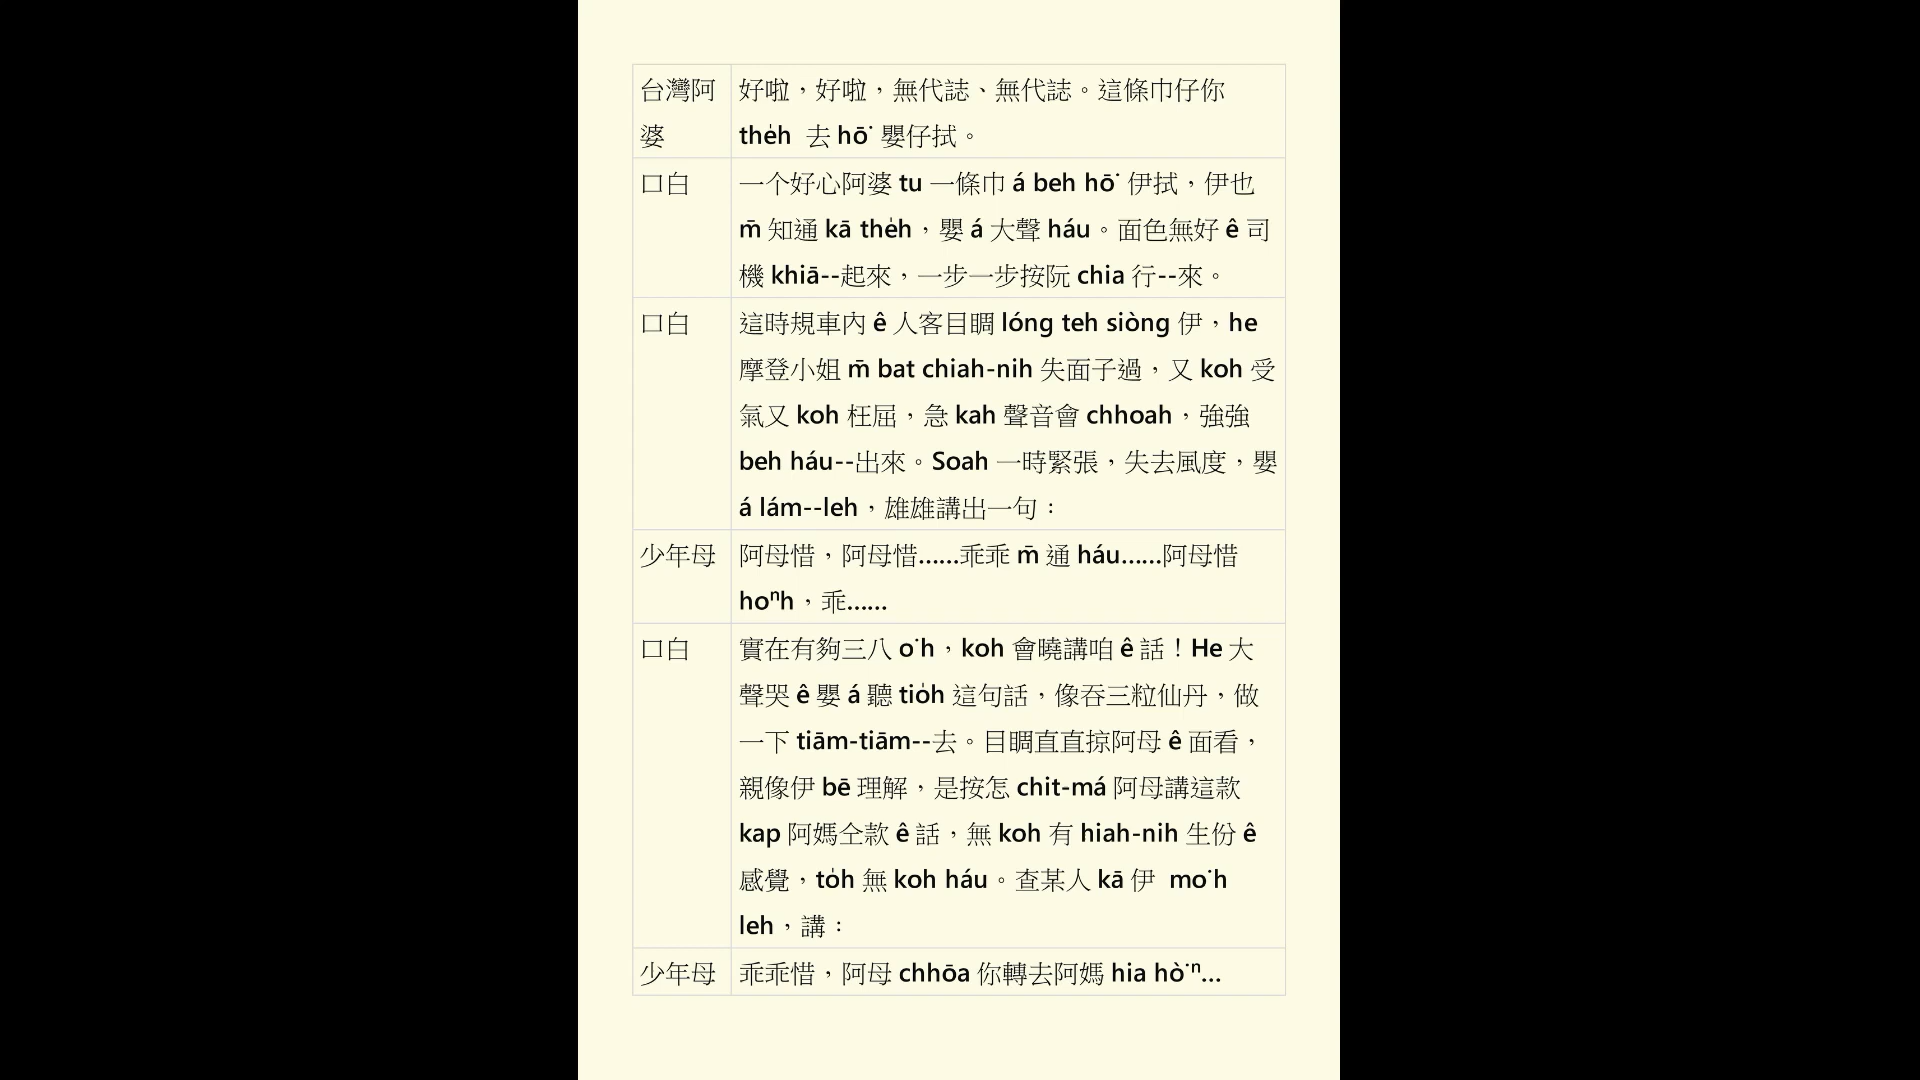 台灣阿 好啦，好啦，無代誌、無代誌。這條巾仔你
婆 the̍h 去 hō͘ 嬰仔拭。
口白 一个好心阿婆 tu 一條巾 á beh hō͘ 伊拭，伊也
m̄ 知通 kā the̍h，嬰 á 大聲 háu。面色無好 ê 司
機 khiā--起來，一步一步按阮 chia 行--來。
口白 這時規車內 ê 人客目睭 lóng teh siòng 伊，he
摩登小姐 m̄ bat chiah-nih 失面子過，又 koh 受
氣又 koh 枉屈，急 kah 聲音會 chhoah，強強
beh háu--出來。Soah 一時緊張，失去風度，嬰
á lám--leh，雄雄講出一句：
少年母 阿母惜，阿母惜……乖乖 m̄ 通 háu……阿母惜
hoⁿh，乖……
口白 實在有夠三八 o͘h，koh 會曉講咱 ê 話！He 大
聲哭 ê 嬰 á 聽 tio̍h 這句話，像吞三粒仙丹，做
一下 tiām-tiām--去。目睭直直掠阿母 ê 面看，
親像伊 bē 理解，是按怎 chit-má 阿母講這款
kap 阿媽仝款 ê 話，無 koh 有 hiah-nih 生份 ê
感覺，to̍h 無 koh háu。查某人 kā 伊 mo͘h
leh，講：
少年母 乖乖惜，阿母 chhōa 你轉去阿媽 hia hò͘ⁿ...